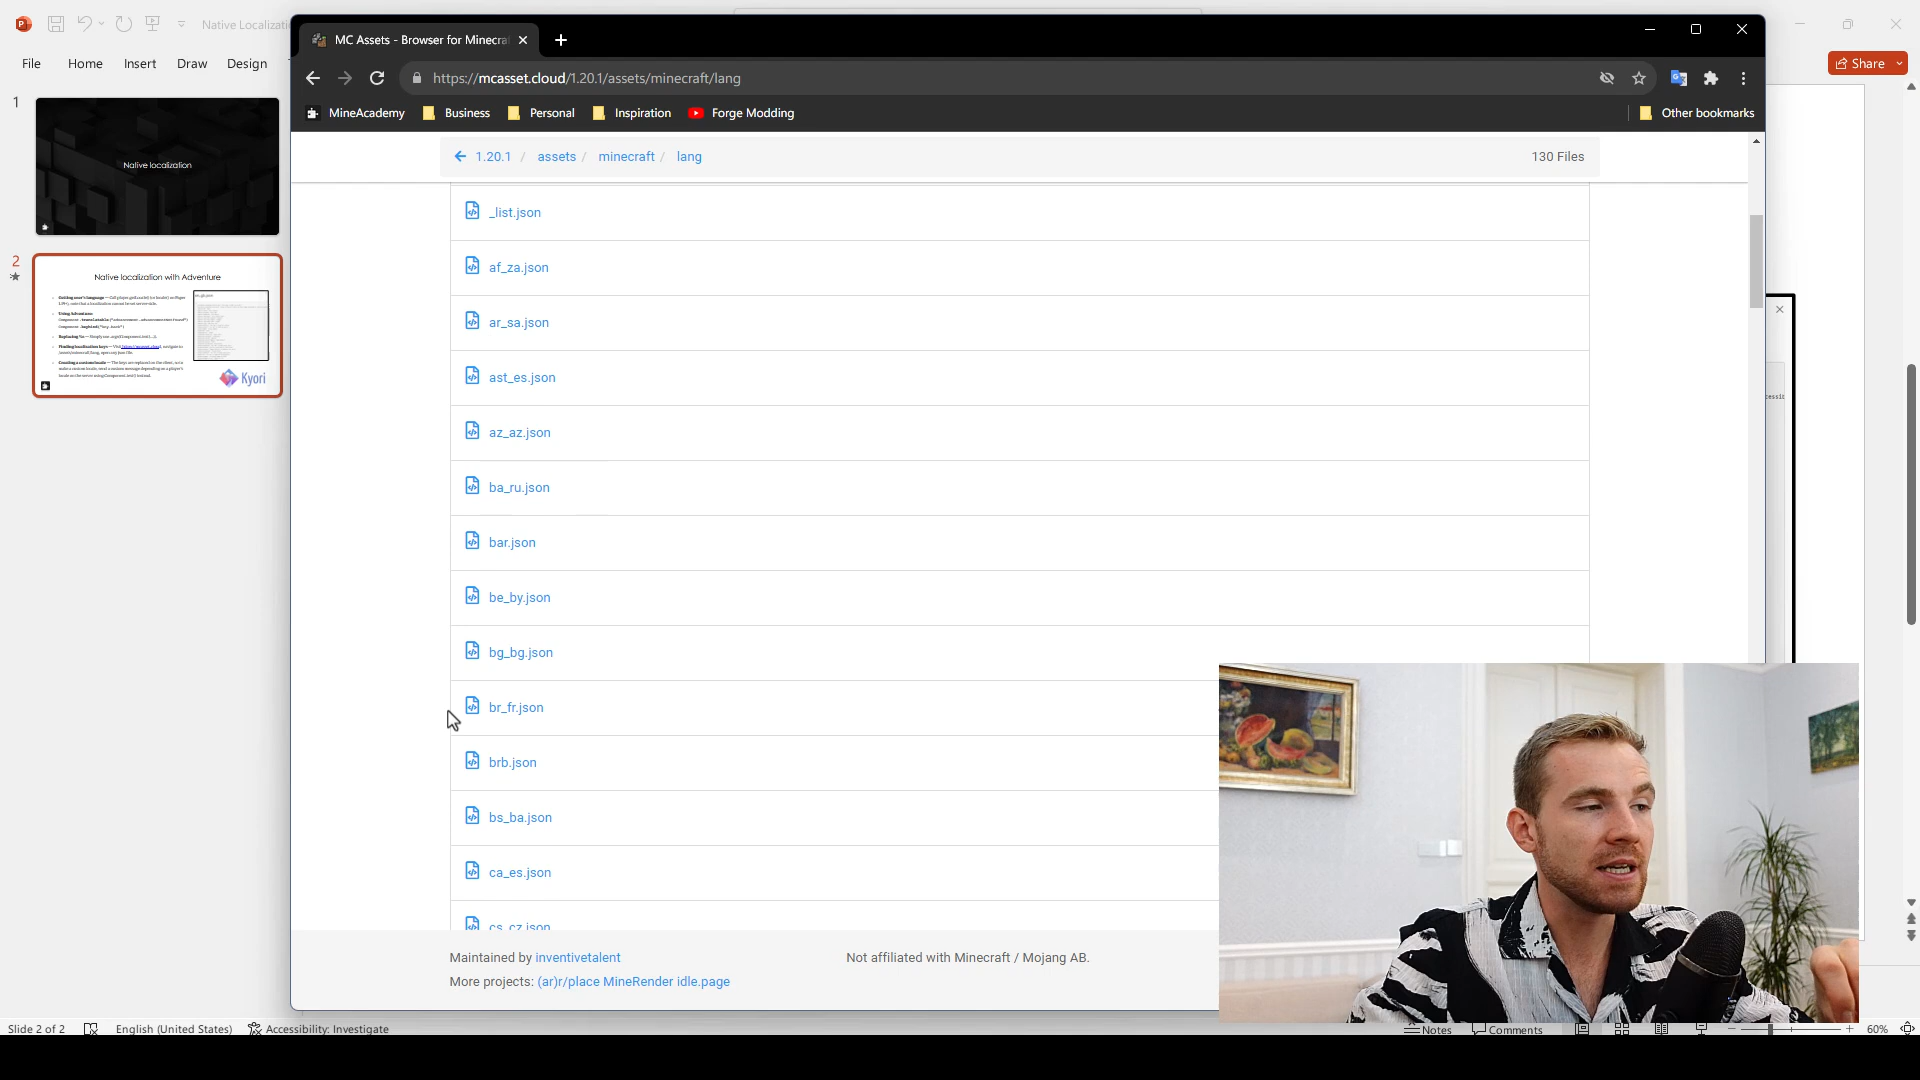 Native Localizati
MC Assets - Browser for Minecra
File
Home
Insert
Draw
Design
Share
https://mcasset.cloud/1.20.1/assets/minecraft/lang
MineAcademy
Business
Personal
Inspiration
Forge Modding
Other bookmarks
1
Native localization
2
Native localization with Adventure
Kyori
1.20.1 / assets / minecraft / lang
130 Files
_list.json
af_za.json
ar_sa.json
ast_es.json
az_az.json
ba_ru.json
bar.json
be_by.json
bg_bg.json
br_fr.json
brb.json
bs_ba.json
ca_es.json
cs_cz.json
Maintained by inventivetalent
Not affiliated with Minecraft / Mojang AB.
More projects: (ar)r/place MineRender idle.page
Slide 2 of 2
English (United States)
Accessibility: Investigate
Notes
Comments
60%